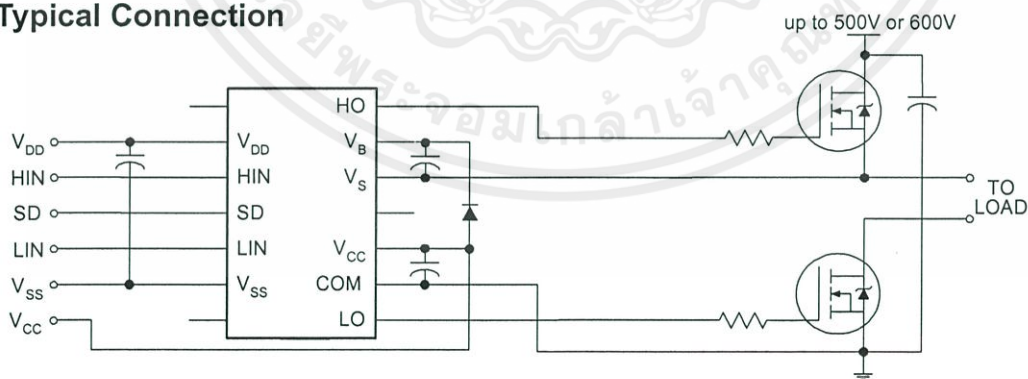 Typical Connection
up to 500V or 600V
HO
V_DD
V_DD
V_B
HIN
HIN
V_S
SD
SD
TO
LOAD
LIN
LIN
V_CC
V_SS
V_SS
COM
V_CC
LO